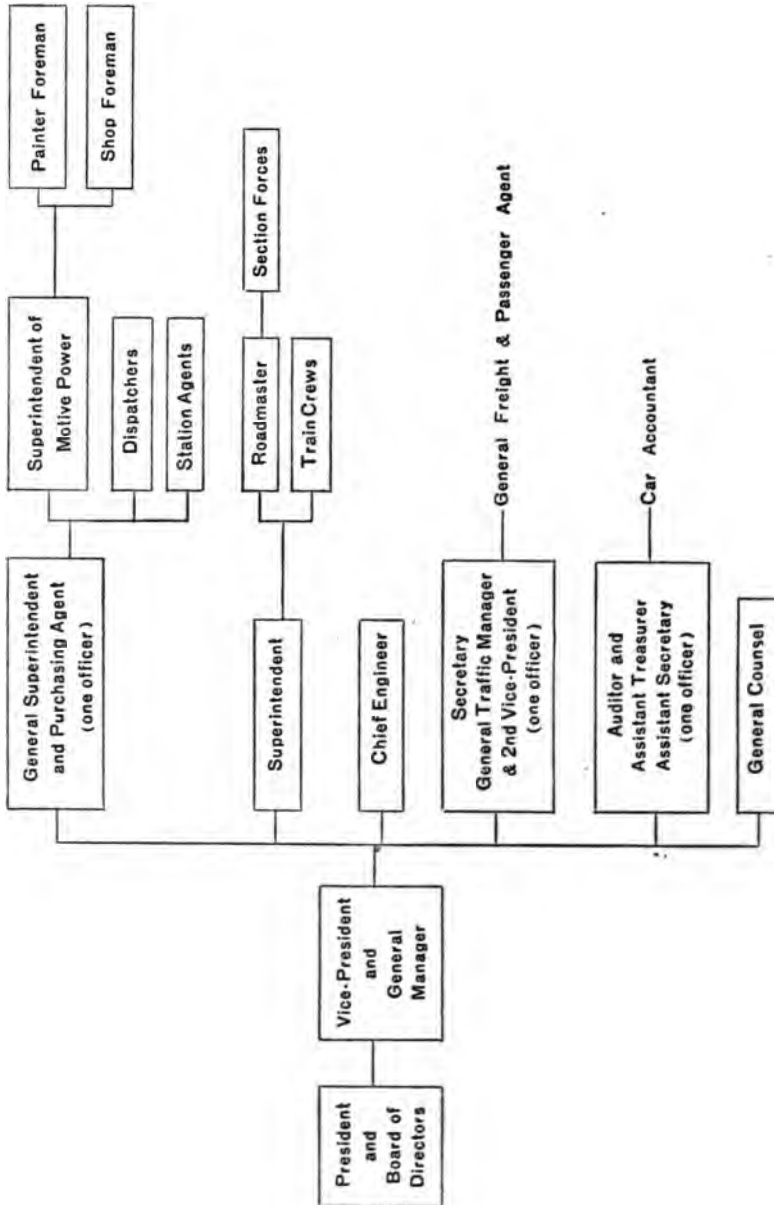 President
and
Board of
Directors
Vice-President
and
General
Manager
General Superintendent
and Purchasing Agent
(one officer)
Superintendent of
Motive Power
Painter Foreman
Shop Foreman
Dispatchers
Station Agents
Superintendent
Roadmaster
Section Forces
Train Crews
Chief Engineer
Secretary
General Traffic Manager
& 2nd Vice-President
(one officer)
General Freight & Passenger Agent
Auditor and
Assistant Treasurer
Assistant Secretary
(one officer)
Car Accountant
General Counsel